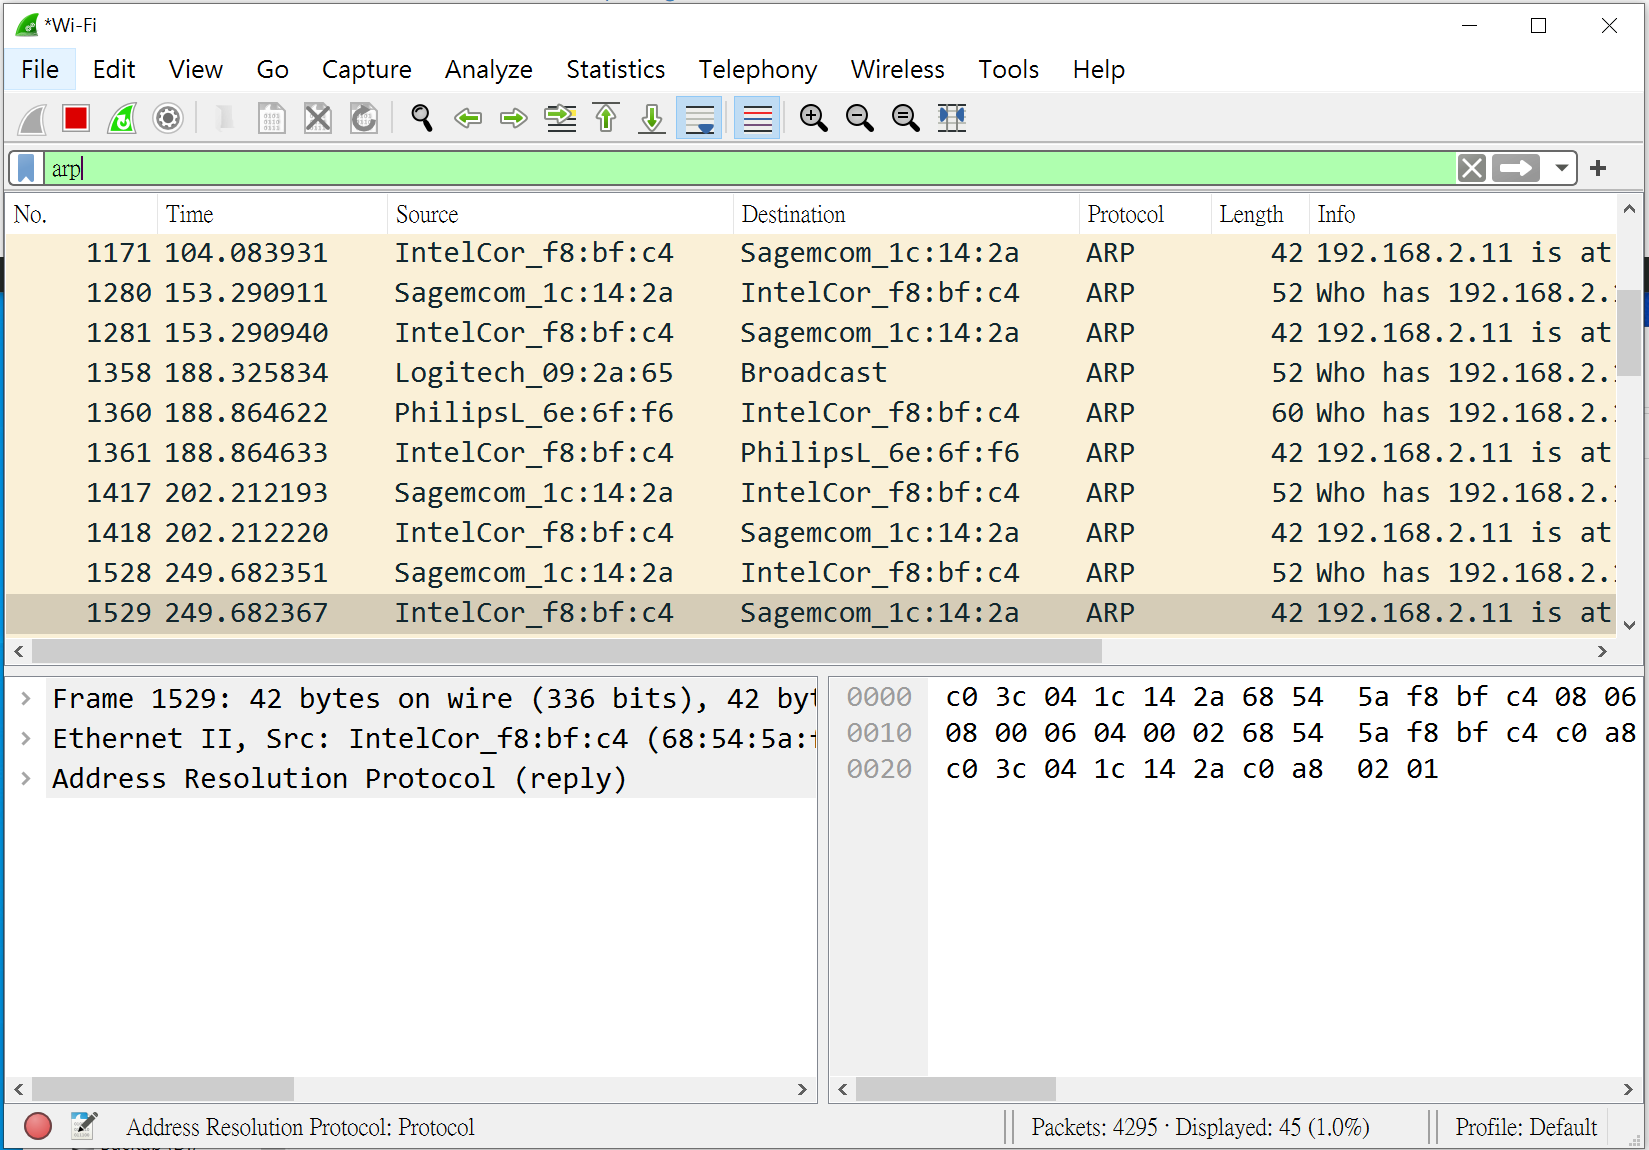 *Wi-Fi
File Edit View Go Capture Analyze Statistics Telephony Wireless Tools Help
arp
No. Time Source Destination Protocol Length Info
1171 104.083931 IntelCor_f8:bf:c4 Sagemcom_1c:14:2a ARP 42 192.168.2.11 is at
1280 153.290911 Sagemcom_1c:14:2a IntelCor_f8:bf:c4 ARP 52 Who has 192.168.2.
1281 153.290940 IntelCor_f8:bf:c4 Sagemcom_1c:14:2a ARP 42 192.168.2.11 is at
1358 188.325834 Logitech_09:2a:65 Broadcast ARP 52 Who has 192.168.2.
1360 188.864622 PhilipsL_6e:6f:f6 IntelCor_f8:bf:c4 ARP 60 Who has 192.168.2.
1361 188.864633 IntelCor_f8:bf:c4 PhilipsL_6e:6f:f6 ARP 42 192.168.2.11 is at
1417 202.212193 Sagemcom_1c:14:2a IntelCor_f8:bf:c4 ARP 52 Who has 192.168.2.
1418 202.212220 IntelCor_f8:bf:c4 Sagemcom_1c:14:2a ARP 42 192.168.2.11 is at
1528 249.682351 Sagemcom_1c:14:2a IntelCor_f8:bf:c4 ARP 52 Who has 192.168.2.
1529 249.682367 IntelCor_f8:bf:c4 Sagemcom_1c:14:2a ARP 42 192.168.2.11 is at
Frame 1529: 42 bytes on wire (336 bits), 42 byt
Ethernet II, Src: IntelCor_f8:bf:c4 (68:54:5a:f
Address Resolution Protocol (reply)
0000 c0 3c 04 1c 14 2a 68 54 5a f8 bf c4 08 06
0010 08 00 06 04 00 02 68 54 5a f8 bf c4 c0 a8
0020 c0 3c 04 1c 14 2a c0 a8 02 01
Address Resolution Protocol: Protocol
Packets: 4295 · Displayed: 45 (1.0%)
Profile: Default